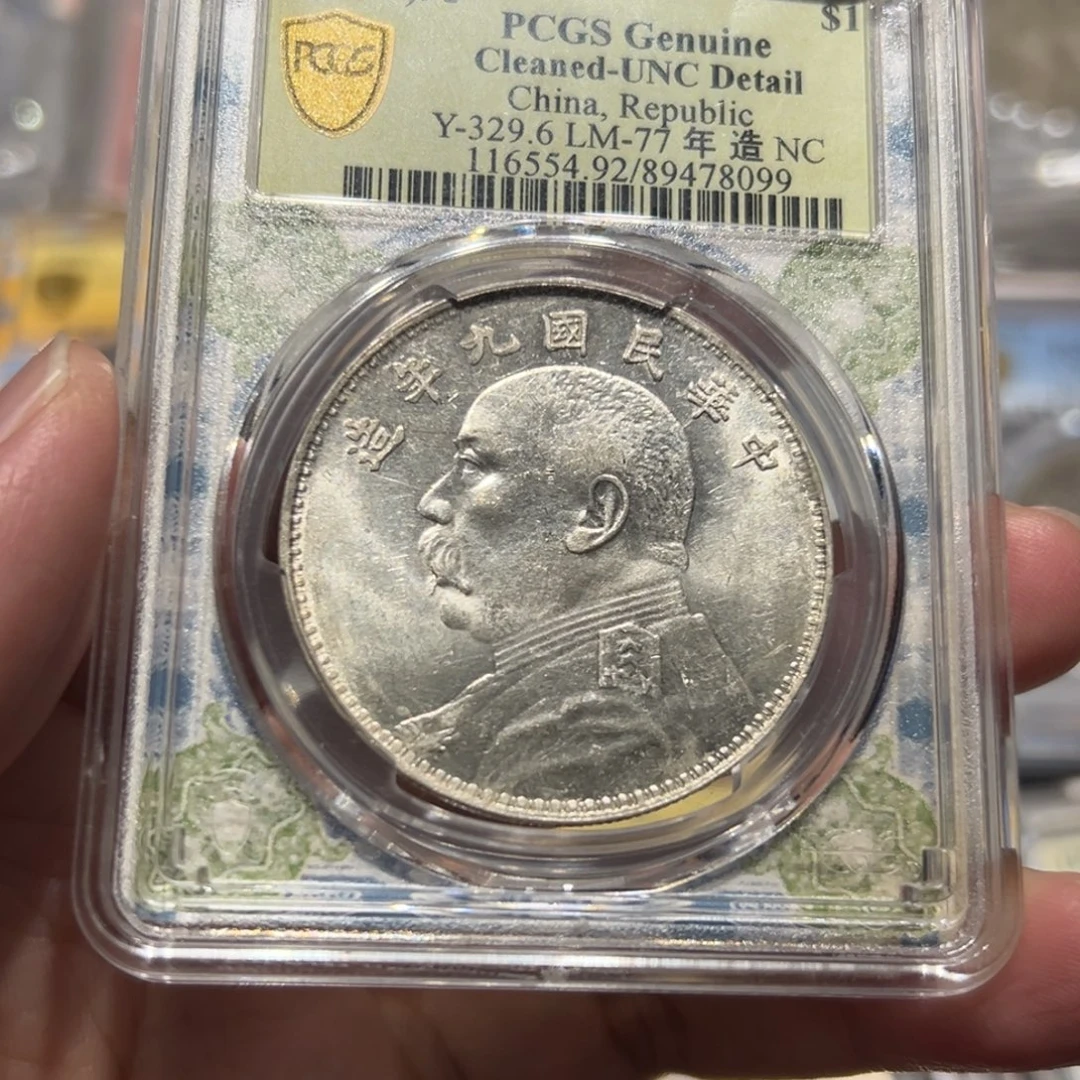 $1
PCGS Genuine
Cleaned-UNC Detail
China, Republic
Y-329.6 LM-77 年 造 NC
116554.92/89478099
PCGS
造年九國民華中